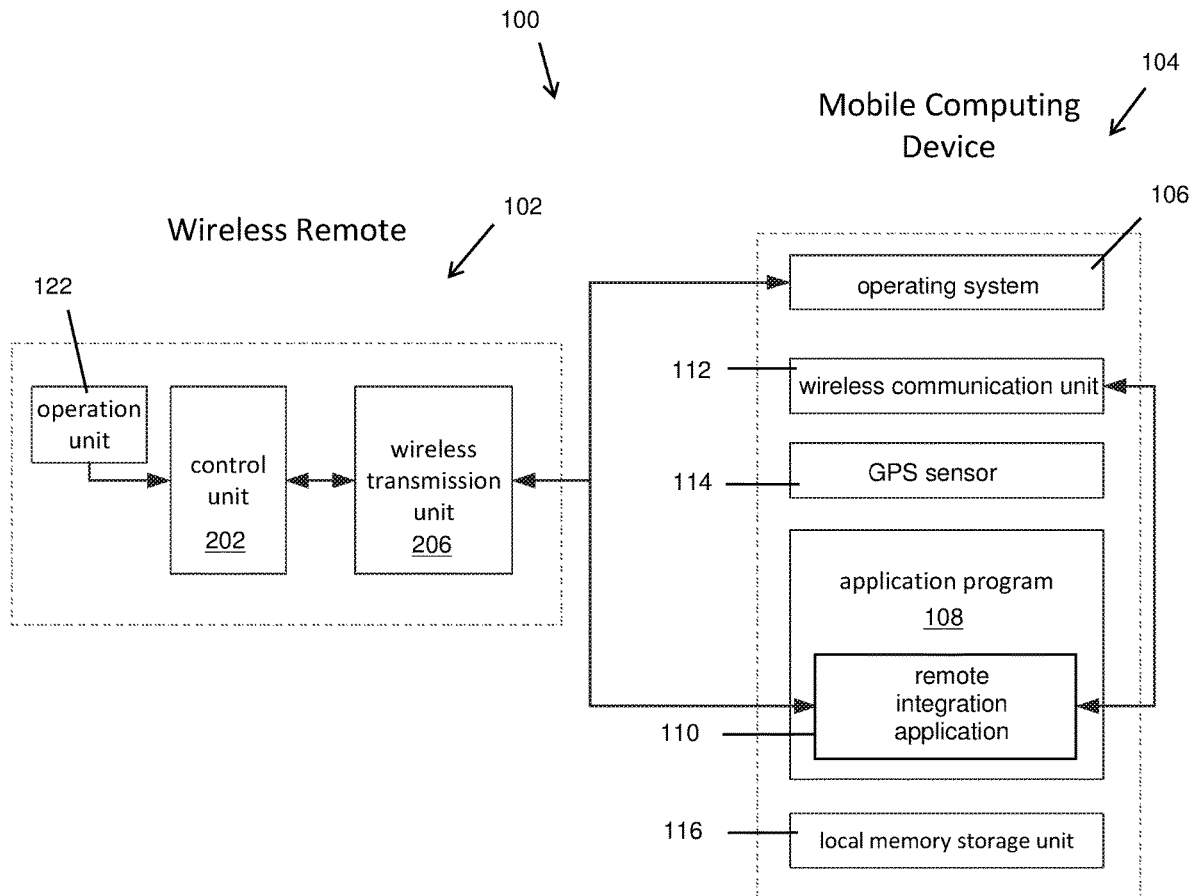 100
104
Mobile Computing
Device
106
102
Wireless Remote
122
operating system
112
wireless communication unit
operation
unit
control
unit
202
wireless
transmission
unit
206
114
GPS sensor
application program
108
remote
integration
application
110
116
local memory storage unit